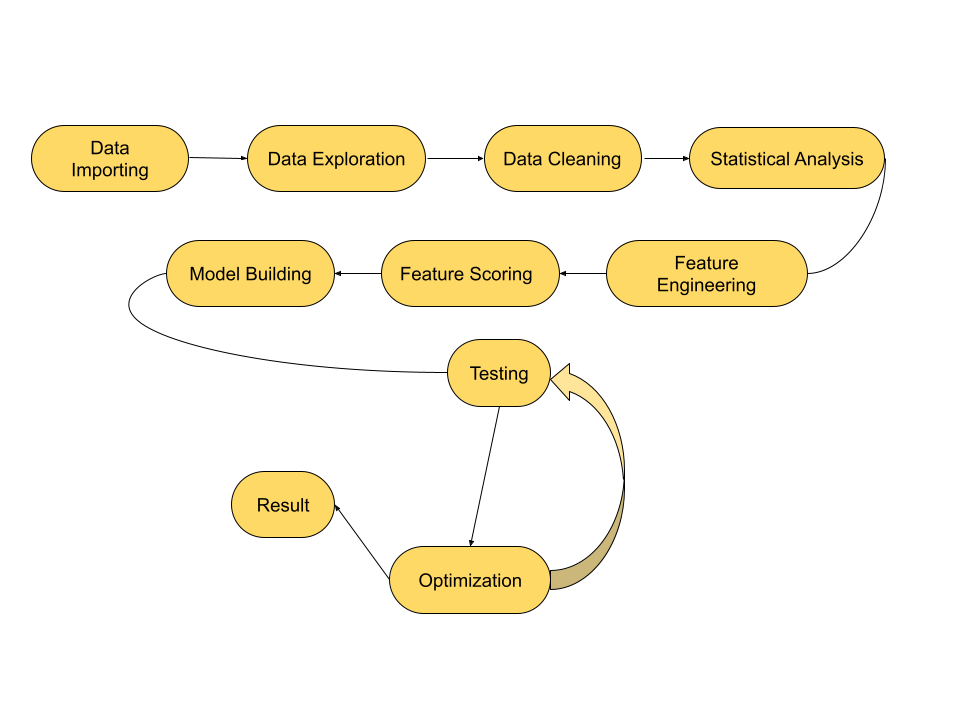 Data
Importing
Data Exploration
Data Cleaning
Statistical Analysis
Model Building
Feature Scoring
Feature
Engineering
Testing
Result
Optimization